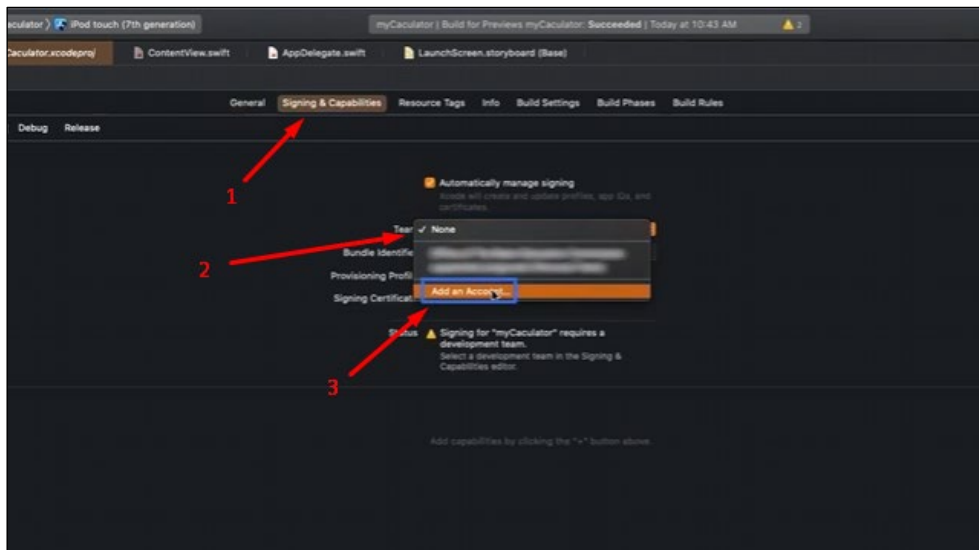 aculator 〉 iPod touch (7th generation)
myCaculator | Build for Previews myCaculator: Succeeded | Today at 10:43 AM
2
Caculator.xcodeproj
ContentView.swift
AppDelegate.swift
LaunchScreen.storyboard (Base)
General Signing & Capabilities Resource Tags Info Build Settings Build Phases Build Rules
Debug Release
1
Automatically manage signing
Xcode will create and update profiles, app IDs, and
certificates.
Team ✓ None
2
Bundle Identifie
Provisioning Profil
Add an Account...
Signing Certificat
Status Signing for "myCaculator" requires a
development team.
Select a development team in the Signing &
Capabilities editor.
3
Add capabilities by clicking the "+" button above.